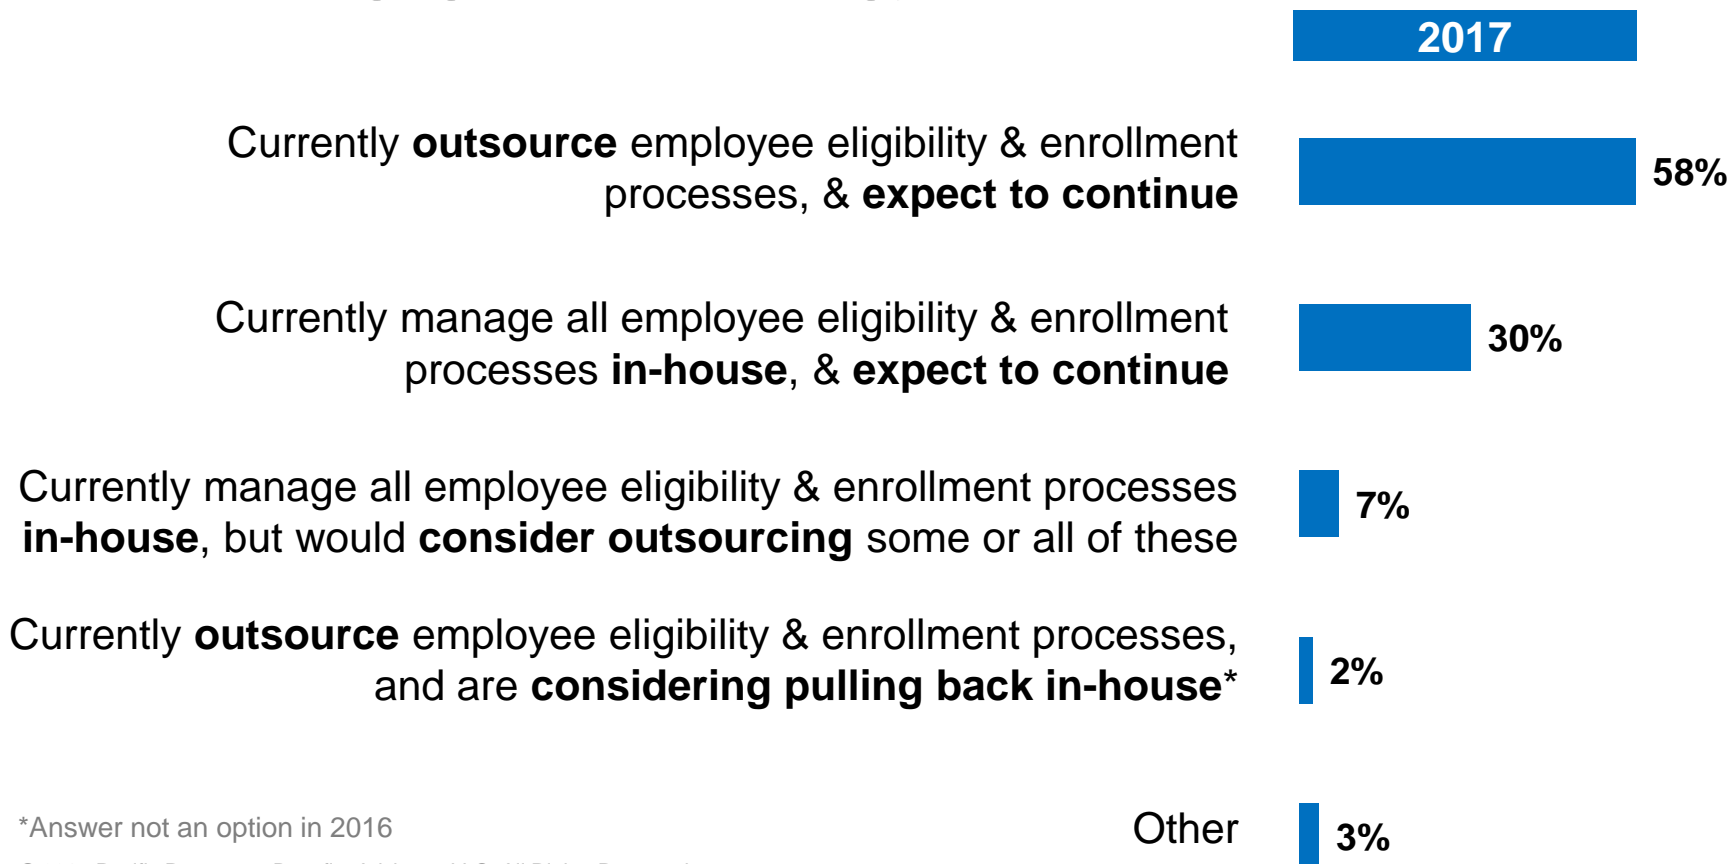 2017
Currently outsource employee eligibility & enrollment
processes, & expect to continue
58%
Currently manage all employee eligibility & enrollment
processes in-house, & expect to continue
30%
Currently manage all employee eligibility & enrollment processes
in-house, but would consider outsourcing some or all of these
7%
Currently outsource employee eligibility & enrollment processes,
and are considering pulling back in-house*
2%
Other
3%
*Answer not an option in 2016